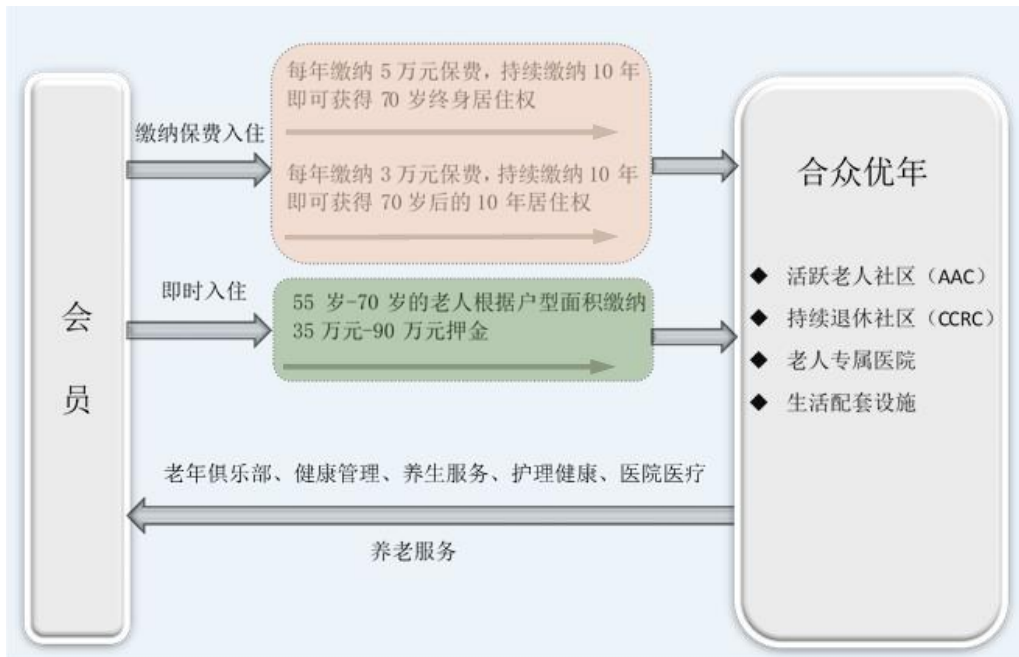 会员
缴纳保费入住
每年缴纳 5 万元保费，持续缴纳 10 年
即可获得 70 岁终身居住权
每年缴纳 3 万元保费，持续缴纳 10 年
即可获得 70 岁后的 10 年居住权
即时入住
55 岁-70 岁的老人根据户型面积缴纳
35 万元-90 万元押金
合众优年
◆ 活跃老人社区（AAC）
◆ 持续退休社区（CCRC）
◆ 老人专属医院
◆ 生活配套设施
老年俱乐部、健康管理、养生服务、护理健康、医院医疗
养老服务